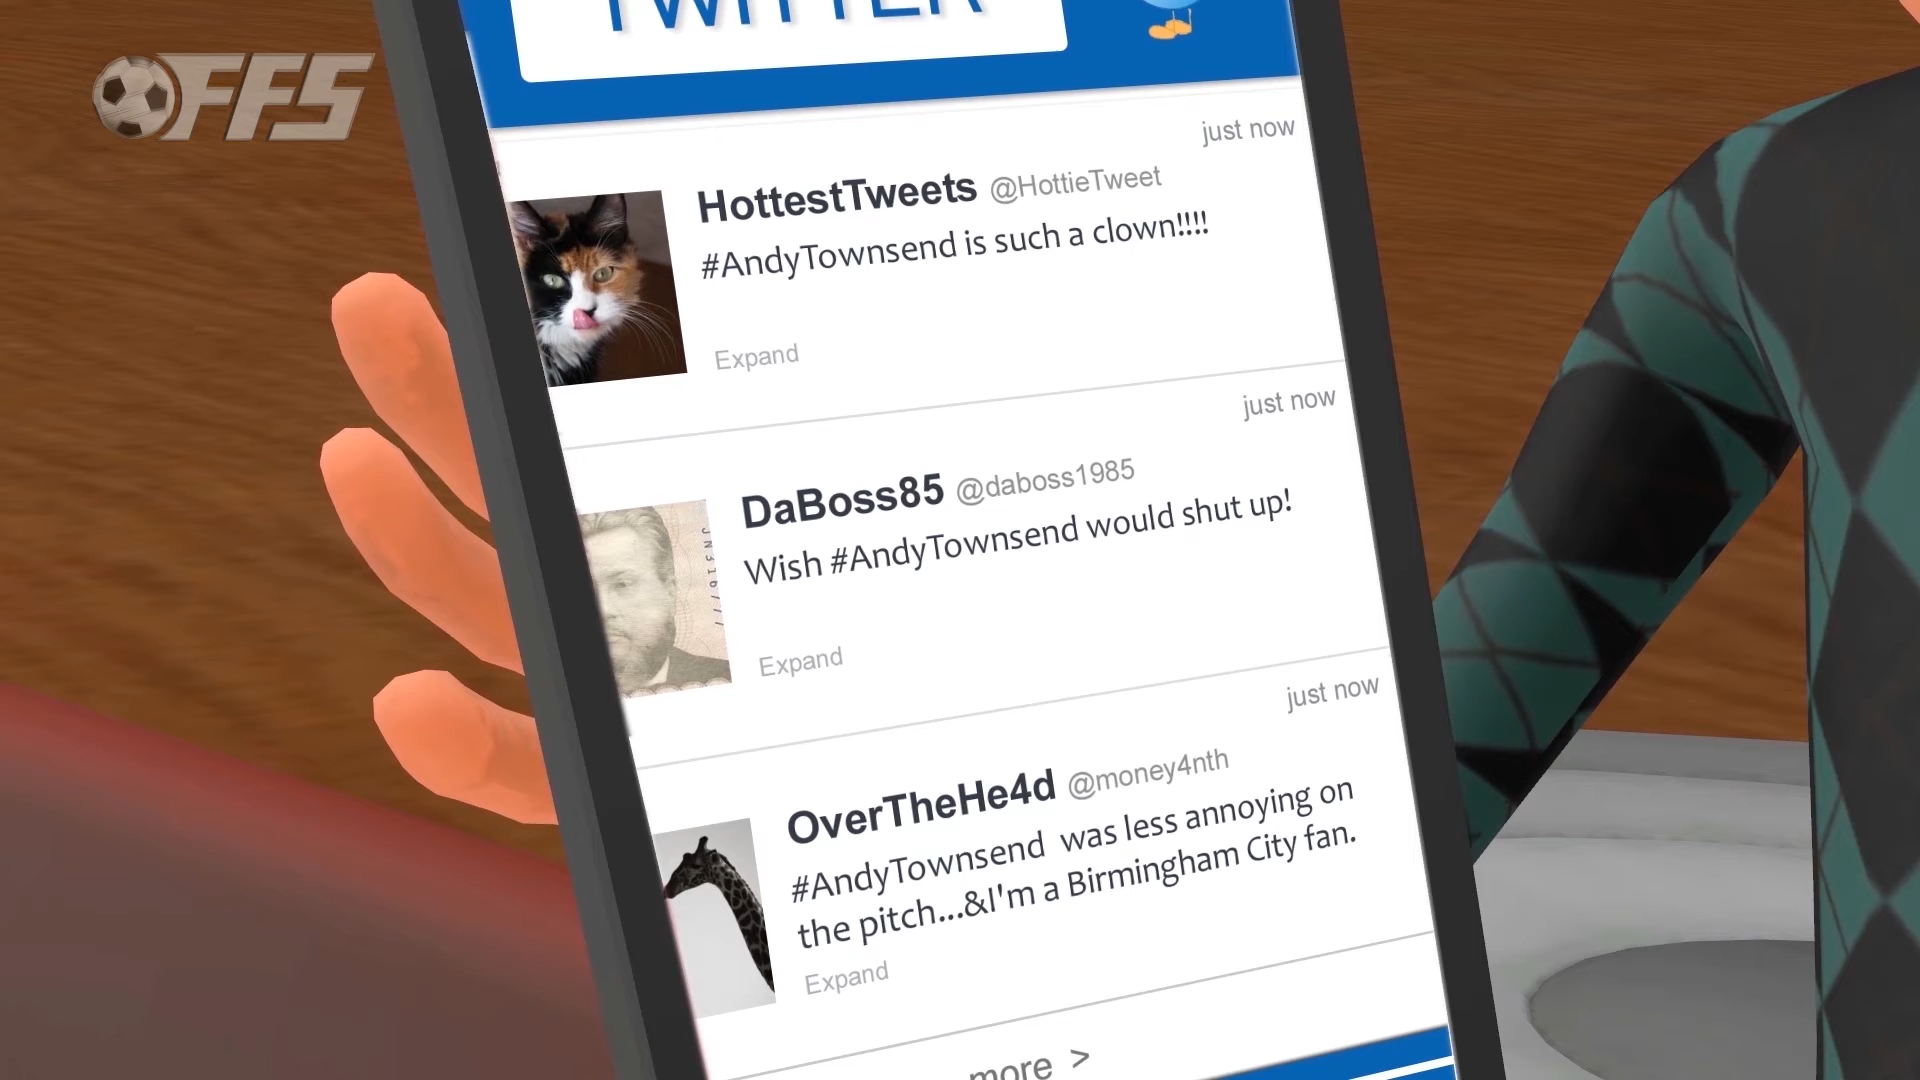 TWITTER
OFFS
just now
HottestTweets @HottieTweet
#AndyTownsend is such a clown!!!!
Expand
just now
DaBoss85 @daboss1985
Wish #AndyTownsend would shut up!
Expand
just now
OverTheHe4d @money4nth
#AndyTownsend was less annoying on
the pitch...&I'm a Birmingham City fan.
Expand
more >